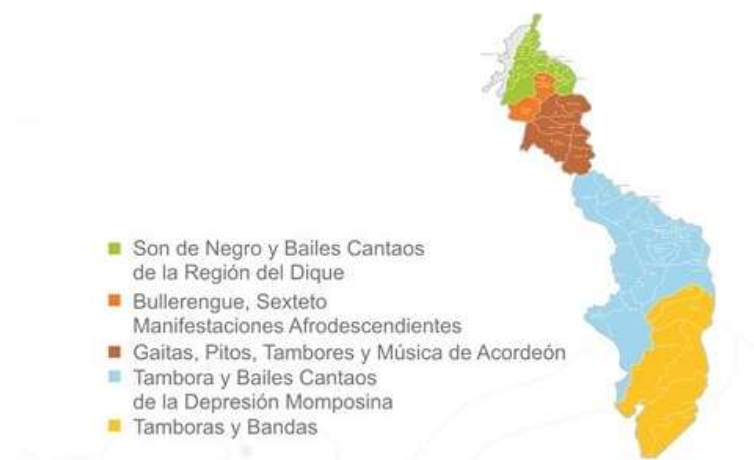 Son de Negro y Bailes Cantaos
de la Región del Dique
Bullerengue, Sexteto
Manifestaciones Afrodescendientes
Gaitas, Pitos, Tambores y Música de Acordeón
Tambora y Bailes Cantaos
de la Depresión Momposina
Tamboras y Bandas